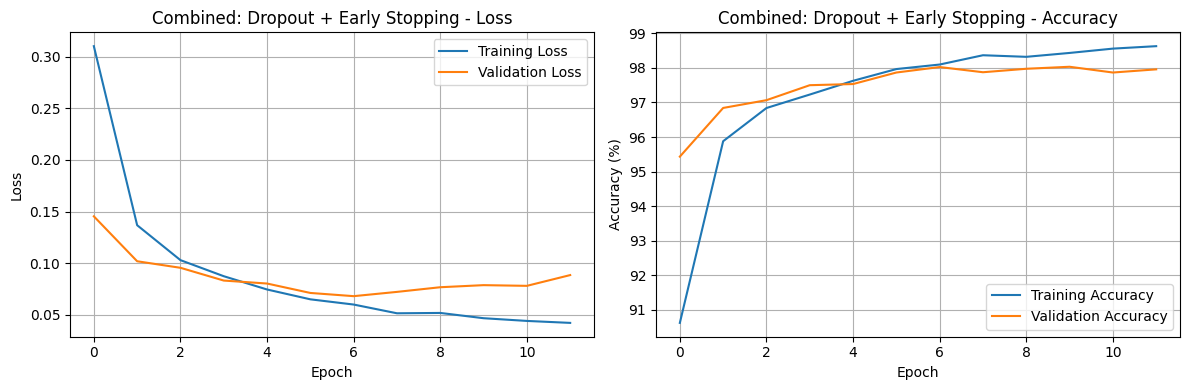 Combined: Dropout + Early Stopping - Loss
Training Loss
Validation Loss
Loss
0.30
0.25
0.20
0.15
0.10
0.05
0 2 4 6 8 10
Epoch
Combined: Dropout + Early Stopping - Accuracy
Accuracy (%)
99
98
97
96
95
94
93
92
91
Training Accuracy
Validation Accuracy
0 2 4 6 8 10
Epoch